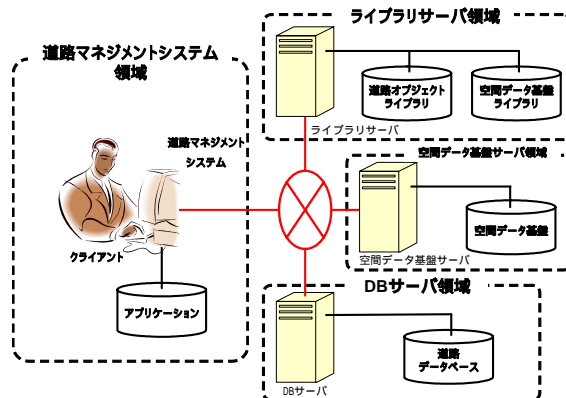 道路マネジメントシステム
領域
道路マネジメント
システム
クライアント
アプリケーション
ライブラリサーバ領域
道路オブジェクト
ライブラリ
空間データ基盤
ライブラリ
ライブラリサーバ
空間データ基盤サーバ領域
空間データ基盤
空間データ基盤サーバ
DBサーバ領域
道路
データベース
DBサーバ